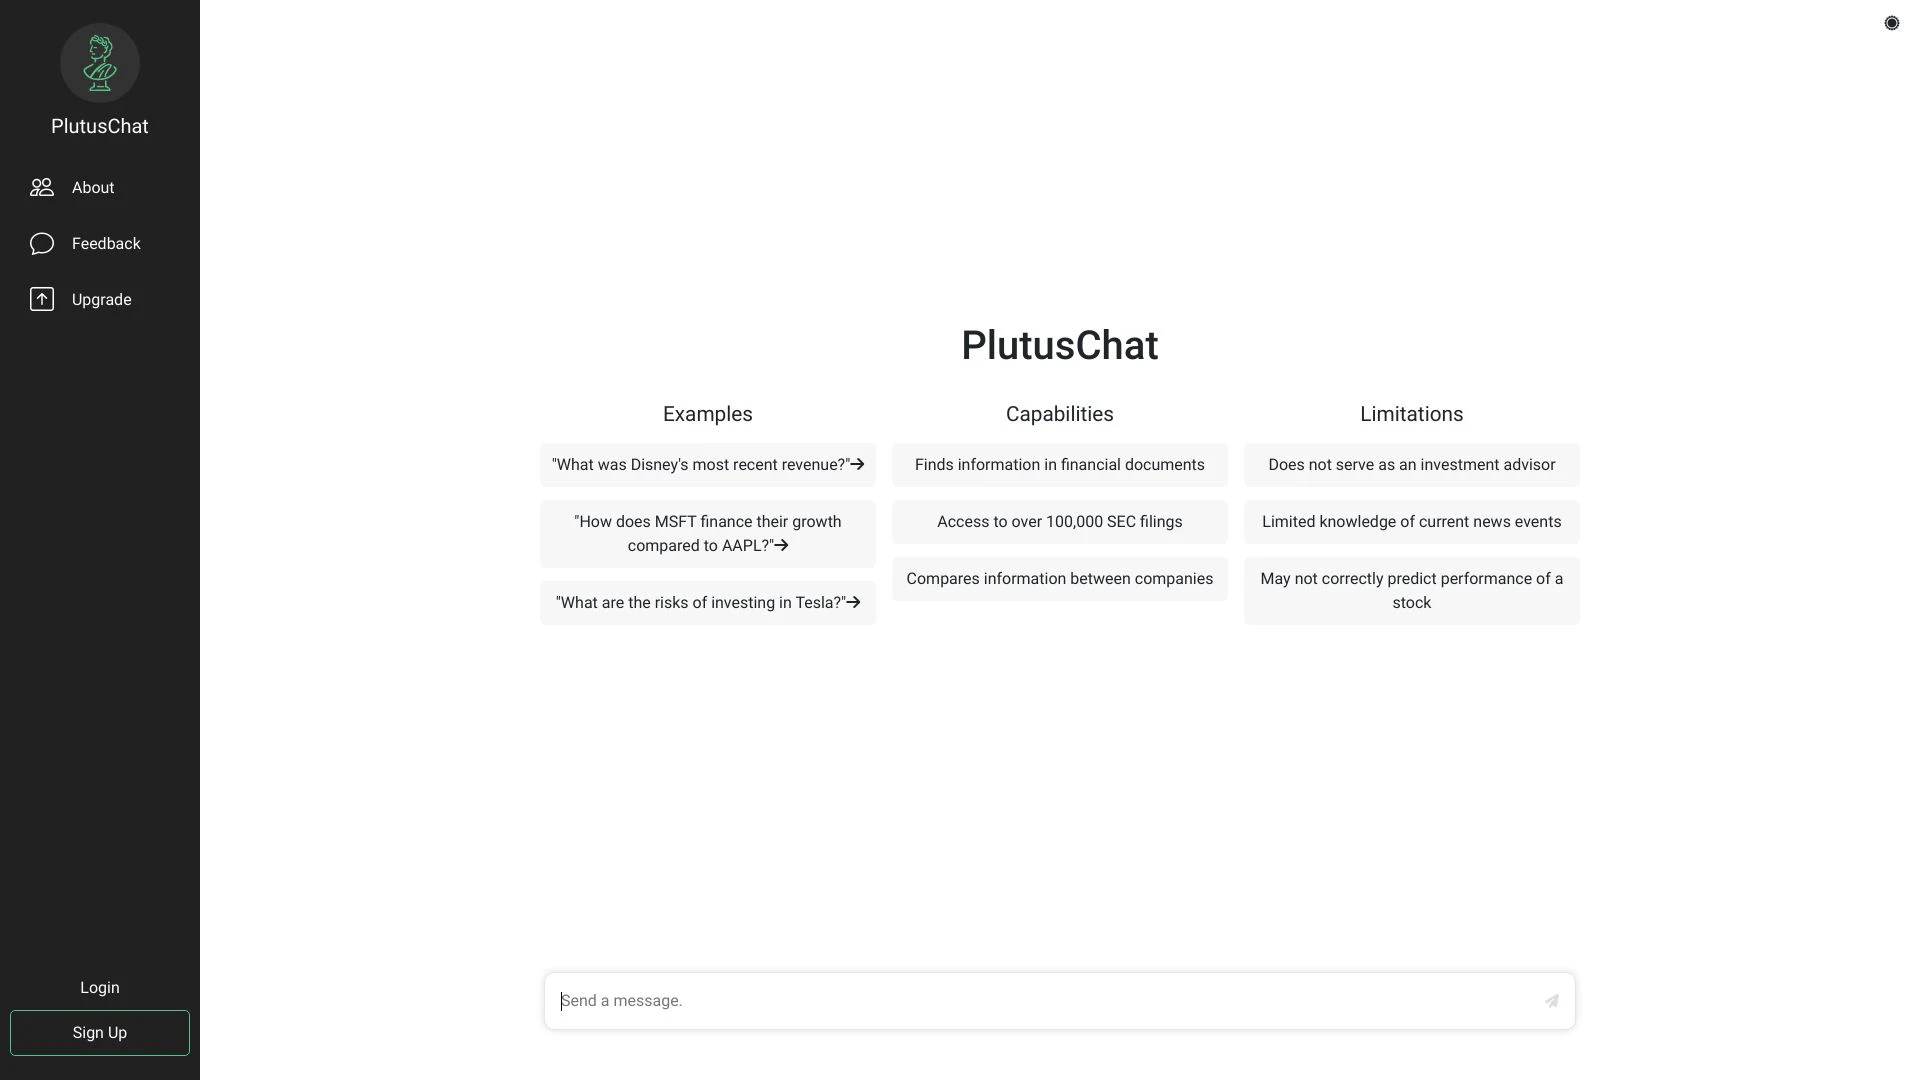 PlutusChat
About
Feedback
Upgrade
Login
Sign Up
PlutusChat
Examples
"What was Disney's most recent revenue?"→
"How does MSFT finance their growth
compared to AAPL?"→
"What are the risks of investing in Tesla?"→
Capabilities
Finds information in financial documents
Access to over 100,000 SEC filings
Compares information between companies
Limitations
Does not serve as an investment advisor
Limited knowledge of current news events
May not correctly predict performance of a
stock
Send a message.